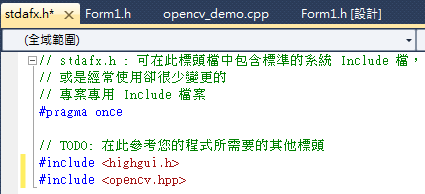 stdafx.h* Form1.h opencv_demo.cpp Form1.h [設計]
(全域範圍)
// stdafx.h : 可在此標頭檔中包含標準的系統 Include 檔，
// 或是經常使用卻很少變更的
// 專案專用 Include 檔案
#pragma once
// TODO: 在此參考您的程式所需要的其他標頭
#include <highgui.h>
#include <opencv.hpp>